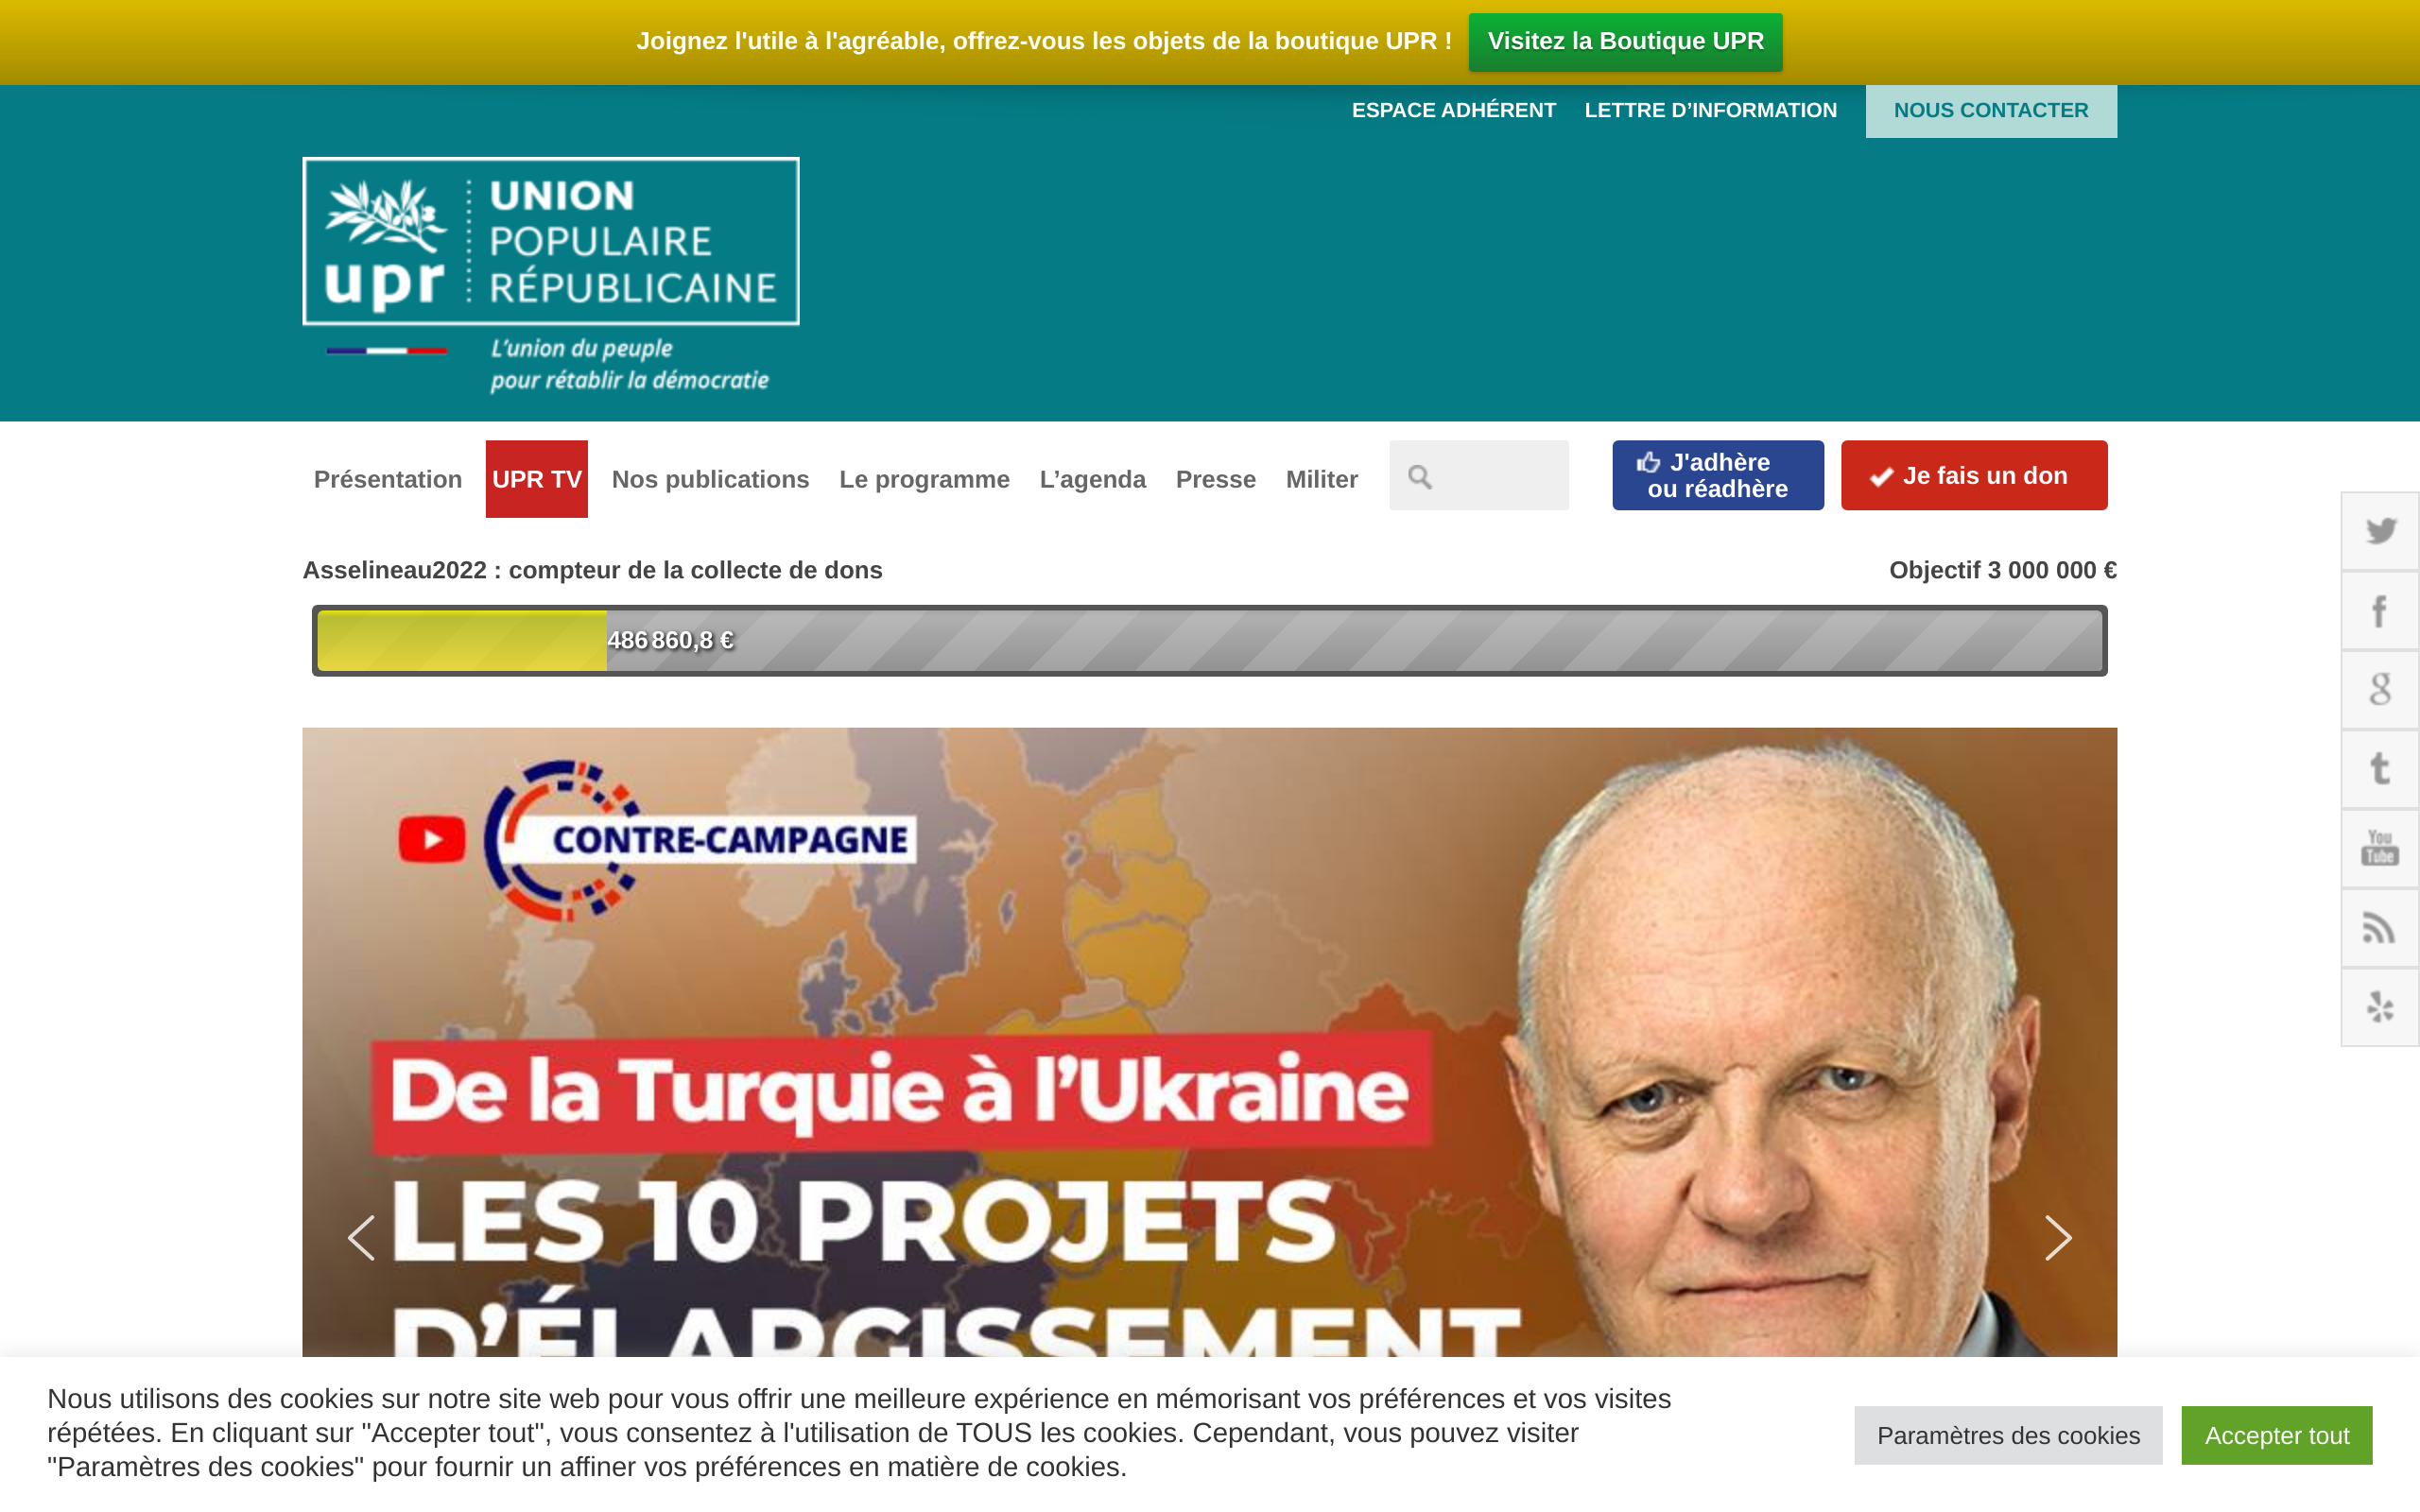 Joignez l'utile à l'agréable, offrez-vous les objets de la boutique UPR ! Visitez la Boutique UPR
ESPACE ADHÉRENT LETTRE D’INFORMATION NOUS CONTACTER
upr
UNION
POPULAIRE
RÉPUBLICAINE
L’union du peuple
pour rétablir la démocratie
Présentation UPR TV Nos publications Le programme L’agenda Presse Militer
J'adhère
ou réadhère
Je fais un don
Asselineau2022 : compteur de la collecte de dons Objectif 3 000 000 €
486 860,8 €
CONTRE-CAMPAGNE
De la Turquie à l’Ukraine
LES 10 PROJETS
D’ÉLARGISSEMENT
You
Tube
Nous utilisons des cookies sur notre site web pour vous offrir une meilleure expérience en mémorisant vos préférences et vos visites
répétées. En cliquant sur "Accepter tout", vous consentez à l'utilisation de TOUS les cookies. Cependant, vous pouvez visiter
"Paramètres des cookies" pour fournir un affiner vos préférences en matière de cookies.
Paramètres des cookies Accepter tout